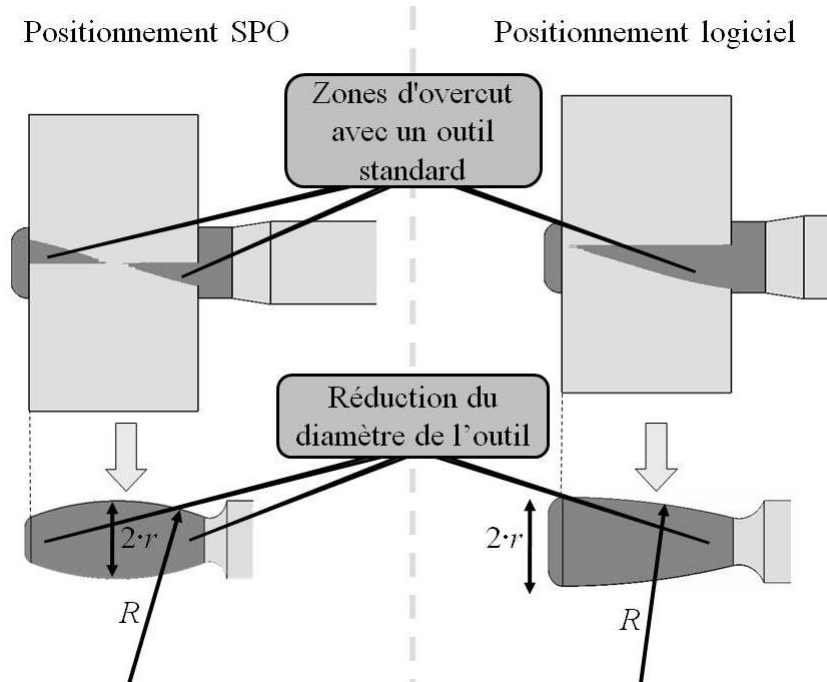 Positionnement SPO
Positionnement logiciel
Zones d'overcut
avec un outil
standard
Réduction du
diamètre de l'outil
2·r
R
2·r
R